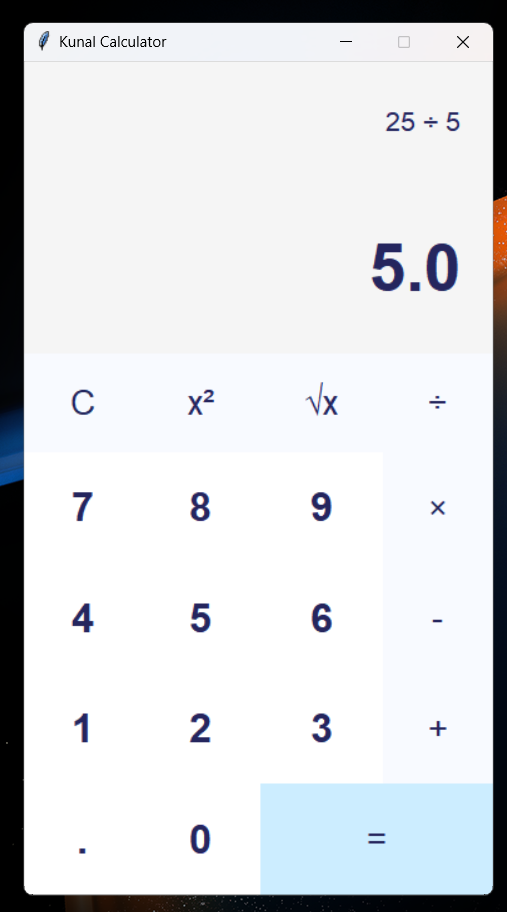 Kunal Calculator
25 ÷ 5
5.0
C x² √x ÷
7 8 9 ×
4 5 6 -
1 2 3 +
. 0 =